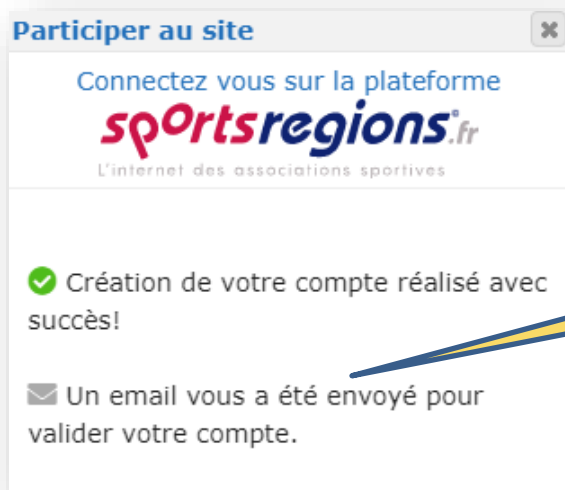 Participer au site
Connectez vous sur la plateforme
sportsregions.fr
L'internet des associations sportives
Création de votre compte réalisé avec
succès!
Un email vous a été envoyé pour
valider votre compte.